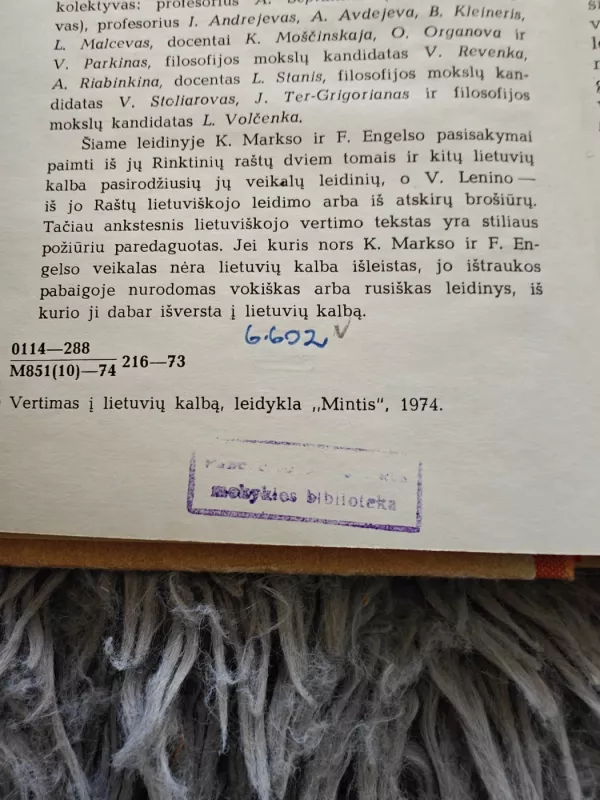 kolektyvas: profesorius A.
vas), profesorius I. Andrejevas, A. Avdejeva, B. Kleineris,
L. Malcevas, docentai K. Moščinskaja, O. Organova ir
V. Parkinas, filosofijos mokslų kandidatas V. Revenka,
A. Riabinkina, docentas L. Stanis, filosofijos mokslų kan-
didatas V. Stoliarovas, J. Ter-Grigorianas ir filosofijos
mokslų kandidatas L. Volčenka.
Šiame leidinyje K. Markso ir F. Engelso pasisakymai
paimti iš jų Rinktinių raštų dviem tomais ir kitų lietuvių
kalba pasirodžiusių jų veikalų leidinių, o V. Lenino —
iš jo Raštų lietuviškojo leidimo arba iš atskirų brošiūrų.
Tačiau ankstesnis lietuviškojo vertimo tekstas yra stiliaus
požiūriu paredaguotas. Jei kuris nors K. Markso ir F. En-
gelso veikalas nėra lietuvių kalba išleistas, jo ištraukos
pabaigoje nurodomas vokiškas arba rusiškas leidinys, iš
kurio ji dabar išversta į lietuvių kalbą.
6.602
0114—288
M851(10)—74 216—73
Vertimas į lietuvių kalbą, leidykla „Mintis", 1974.
mokyklos biblioteka